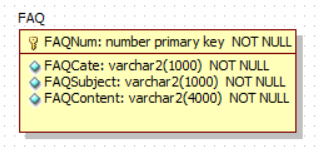 FAQ
FAQNum: number primary key NOT NULL
FAQCate: varchar2(1000) NOT NULL
FAQSubject: varchar2(1000) NOT NULL
FAQContent: varchar2(4000) NOT NULL